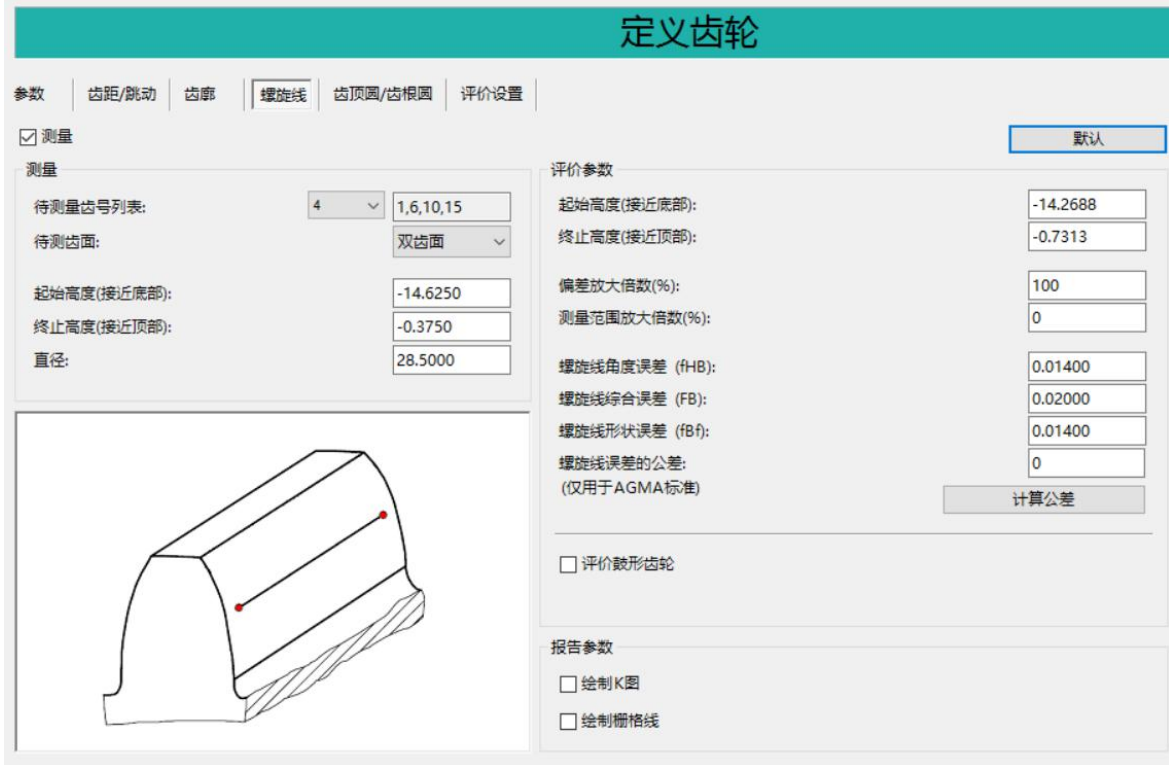 定义齿轮
参数 齿距/跳动 齿廓 螺旋线 齿顶圆/齿根圆 评价设置
测量
默认
测量
待测量齿号列表: 4 1,6,10,15
待测齿面: 双齿面
起始高度(接近底部): -14.6250
终止高度(接近顶部): -0.3750
直径: 28.5000
评价参数
起始高度(接近底部): -14.2688
终止高度(接近顶部): -0.7313
偏差放大倍数(%): 100
测量范围放大倍数(%): 0
螺旋线角度误差 (fHB): 0.01400
螺旋线综合误差 (FB): 0.02000
螺旋线形状误差 (fBf): 0.01400
螺旋线误差的公差: 0
(仅用于AGMA标准)
计算公差
评价鼓形齿轮
报告参数
绘制K图
绘制栅格线